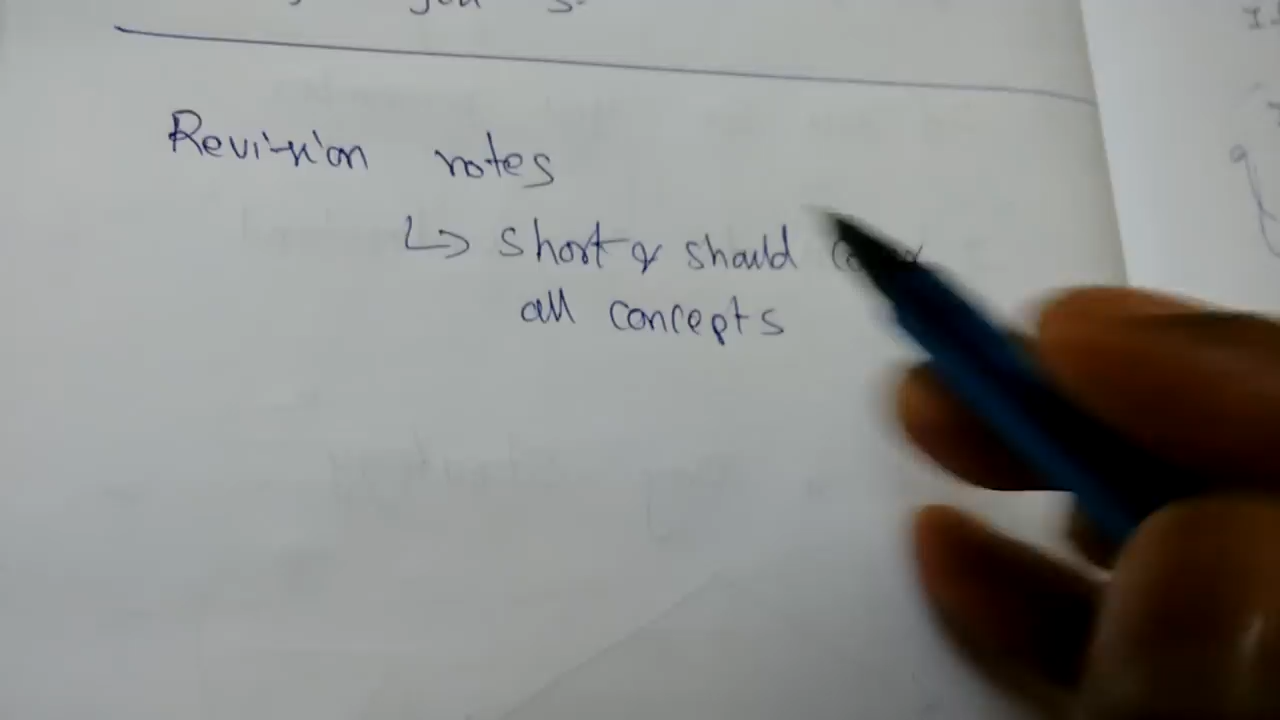 Revision notes
↳ short & should
all concepts